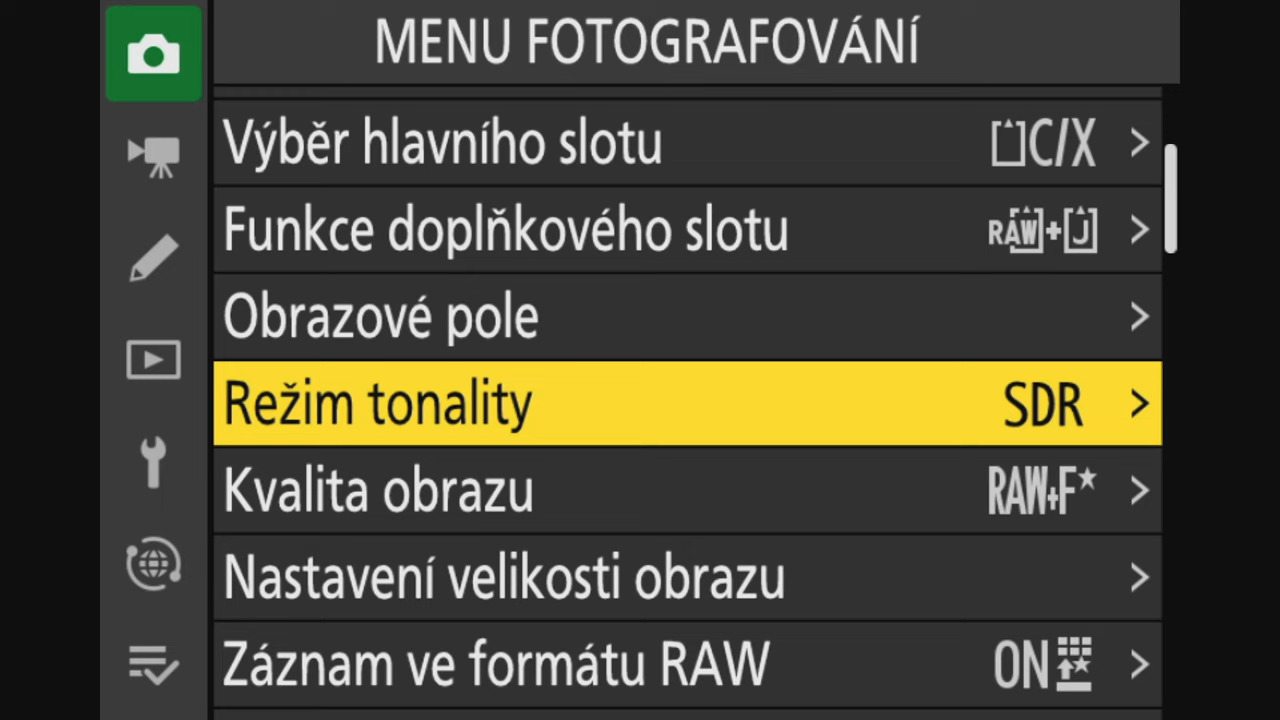 MENU FOTOGRAFOVÁNÍ
Výběr hlavního slotu C/X >
Funkce doplňkového slotu RAW+J >
Obrazové pole >
Režim tonality SDR >
Kvalita obrazu RAW+F★ >
Nastavení velikosti obrazu >
Záznam ve formátu RAW ON★ >